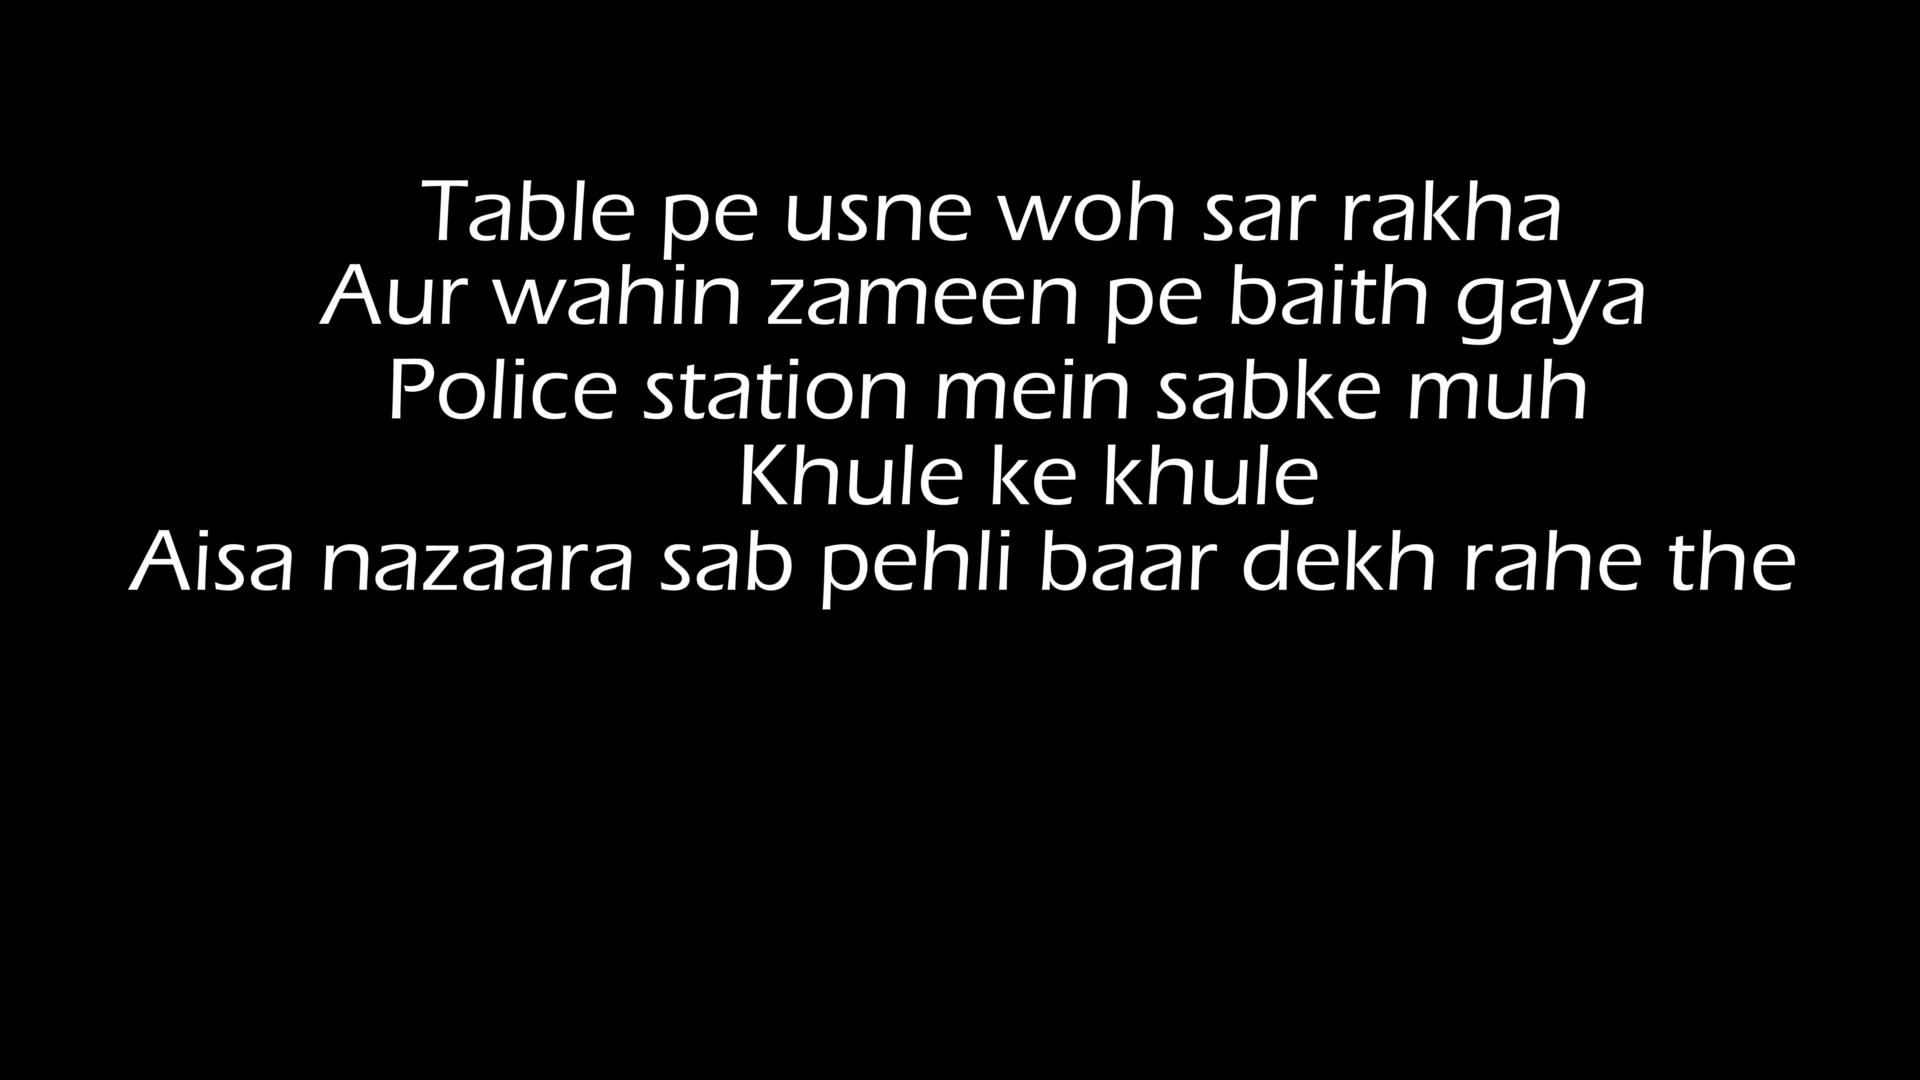 Table pe usne woh sar rakha
Aur wahin zameen pe baith gaya
Police station mein sabke muh
Khule ke khule
Aisa nazaara sab pehli baar dekh rahe the